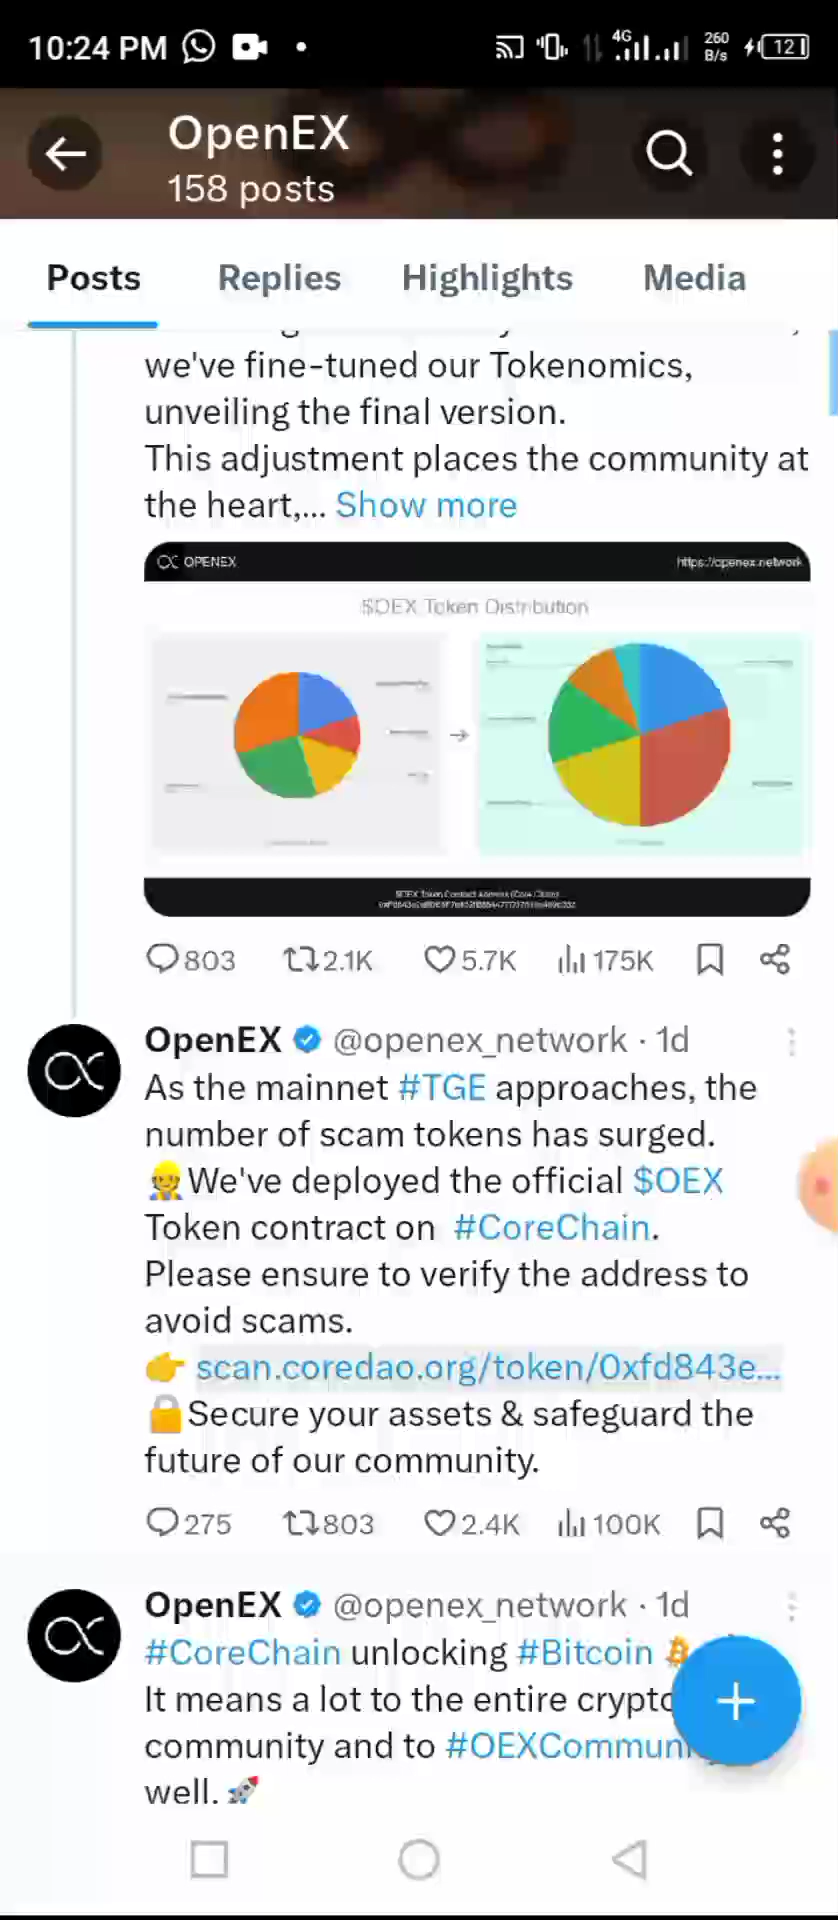 10:24 PM
4G
260 B/s
12
OpenEX
158 posts
Posts Replies Highlights Media
we've fine-tuned our Tokenomics,
unveiling the final version.
This adjustment places the community at
the heart,... Show more
OPENEX https://openex.network
$OEX Token Distribution
803 2.1K 5.7K 175K
OpenEX @openex_network · 1d
As the mainnet #TGE approaches, the
number of scam tokens has surged.
👷We've deployed the official $OEX
Token contract on #CoreChain.
Please ensure to verify the address to
avoid scams.
👉 scan.coredao.org/token/0xfd843e...
🔒Secure your assets & safeguard the
future of our community.
275 803 2.4K 100K
OpenEX @openex_network · 1d
#CoreChain unlocking #Bitcoin
It means a lot to the entire crypto
community and to
well. 🚀